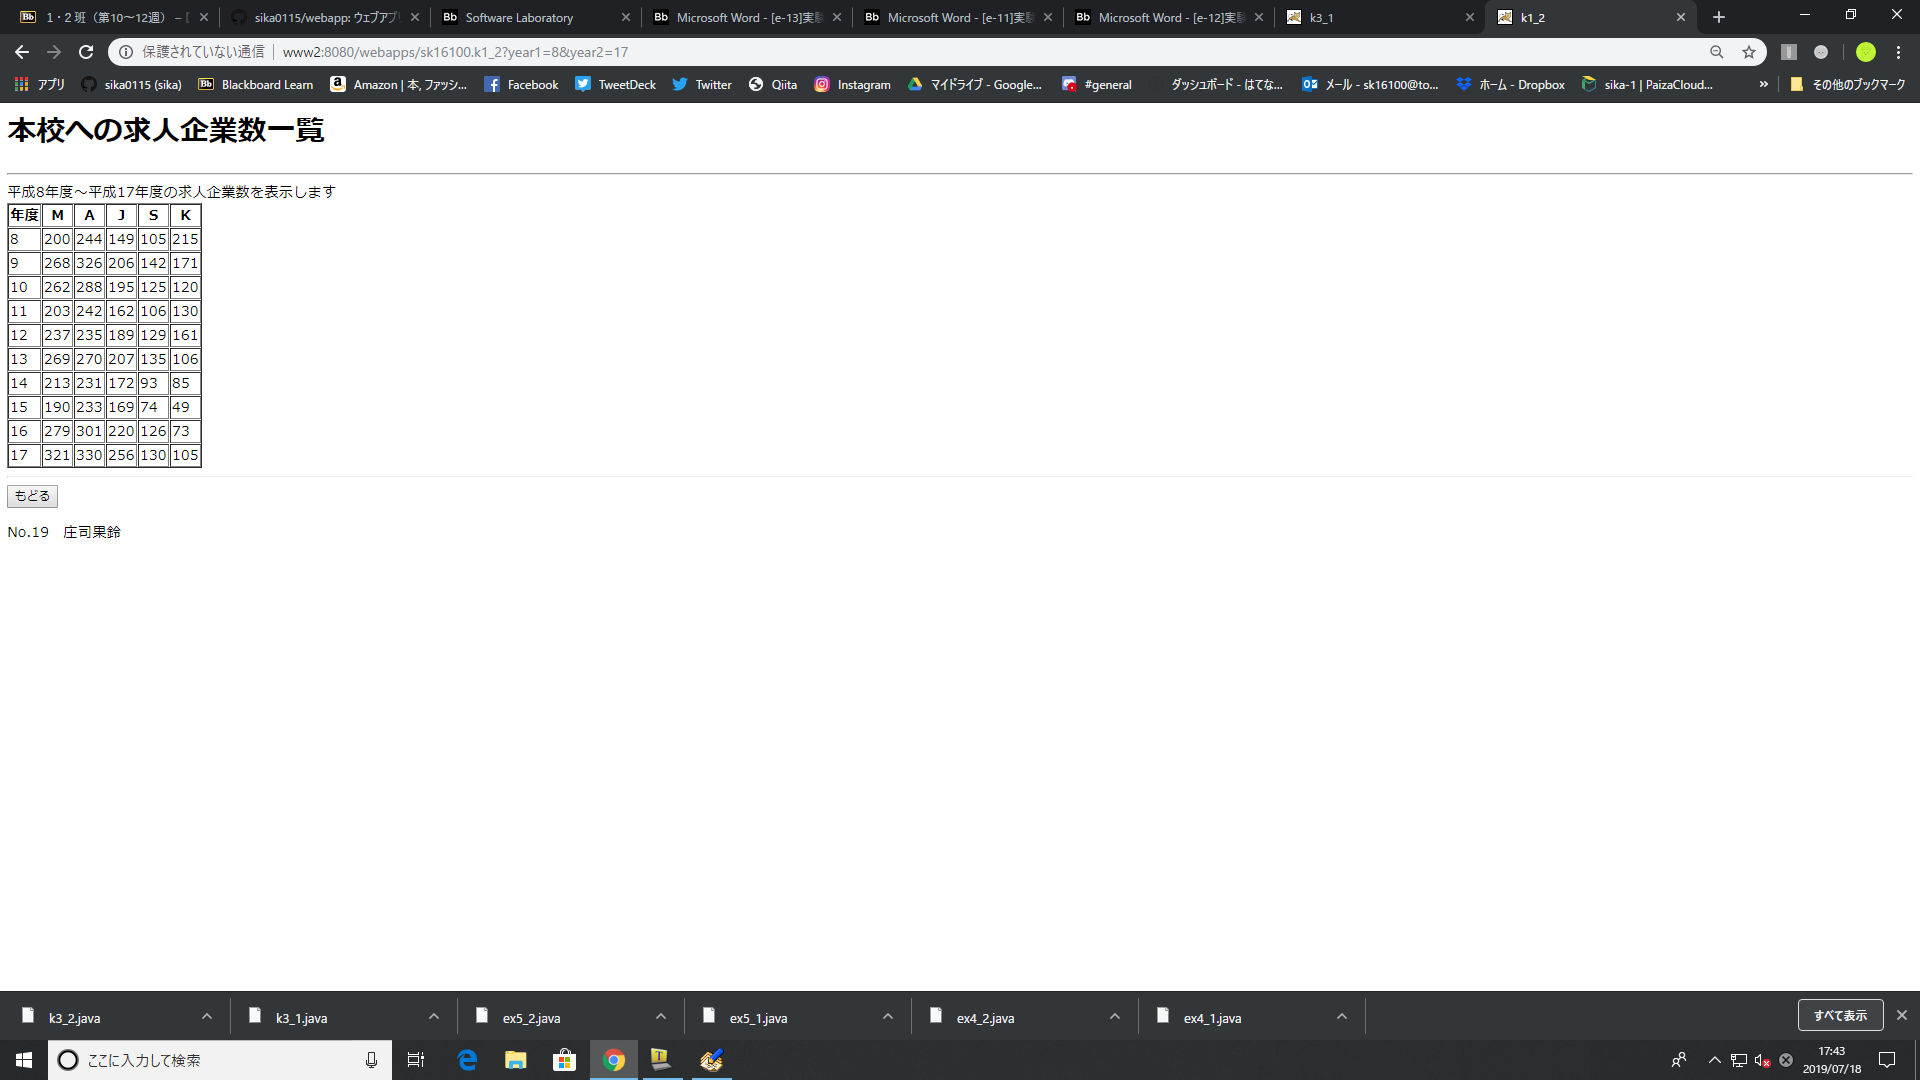 1・2 班（第10～12週） –
sika0115/webapp: ウェブアプ
Software Laboratory
Microsoft Word - [e-13]実
Microsoft Word - [e-11]実
Microsoft Word - [e-12]実
k3_1
k1_2
保護されていない通信 | www2:8080/webapps/sk16100.k1_2?year1=8&year2=17
アプリ
sika0115 (sika)
Blackboard Learn
Amazon | 本, ファッシ...
Facebook
TweetDeck
Twitter
Qiita
Instagram
マイドライブ - Google...
#general
ダッシュボード - はてな...
メール - sk16100@to...
ホーム - Dropbox
sika-1 | PaizaCloud...
»
その他のブックマーク
本校への求人企業数一覧
平成8年度～平成17年度の求人企業数を表示します
年度 M A J S K
8 200 244 149 105 215
9 268 326 206 142 171
10 262 288 195 125 120
11 203 242 162 106 130
12 237 235 189 129 161
13 269 270 207 135 106
14 213 231 172 93 85
15 190 233 169 74 49
16 279 301 220 126 73
17 321 330 256 130 105
もどる
No.19　庄司果鈴
k3_2.java
k3_1.java
ex5_2.java
ex5_1.java
ex4_2.java
ex4_1.java
すべて表示
ここに入力して検索
17:43
2019/07/18